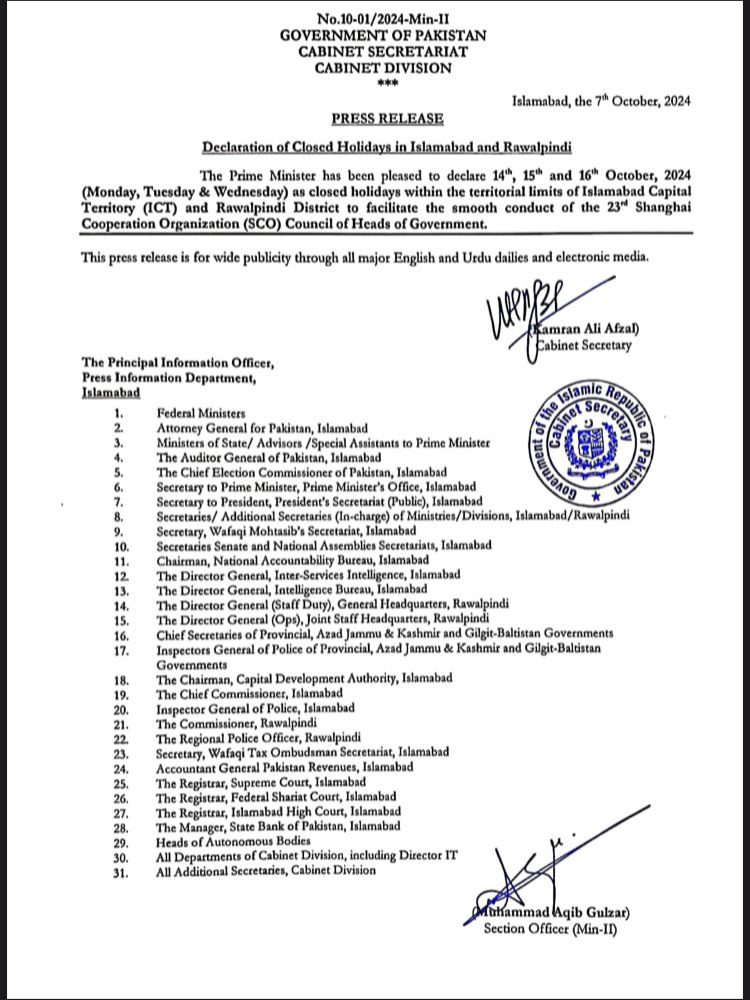 No.10-01/2024-Min-II
GOVERNMENT OF PAKISTAN
CABINET SECRETARIAT
CABINET DIVISION
***
Islamabad, the 7th October, 2024
PRESS RELEASE
Declaration of Closed Holidays in Islamabad and Rawalpindi
The Prime Minister has been pleased to declare 14th, 15th and 16th October, 2024
(Monday, Tuesday & Wednesday) as closed holidays within the territorial limits of Islamabad Capital
Territory (ICT) and Rawalpindi District to facilitate the smooth conduct of the 23rd Shanghai
Cooperation Organization (SCO) Council of Heads of Government.
This press release is for wide publicity through all major English and Urdu dailies and electronic media.
(Kamran Ali Afzal)
Cabinet Secretary
The Principal Information Officer,
Press Information Department,
Islamabad
Government of the Islamic Republic of Pakistan
Cabinet Secretary
1. Federal Ministers
2. Attorney General for Pakistan, Islamabad
3. Ministers of State/ Advisors /Special Assistants to Prime Minister
4. The Auditor General of Pakistan, Islamabad
5. The Chief Election Commissioner of Pakistan, Islamabad
6. Secretary to Prime Minister, Prime Minister's Office, Islamabad
7. Secretary to President, President's Secretariat (Public), Islamabad
8. Secretaries/ Additional Secretaries (In-charge) of Ministries/Divisions, Islamabad/Rawalpindi
9. Secretary, Wafaqi Mohtasib's Secretariat, Islamabad
10. Secretaries Senate and National Assemblies Secretariats, Islamabad
11. Chairman, National Accountability Bureau, Islamabad
12. The Director General, Inter-Services Intelligence, Islamabad
13. The Director General, Intelligence Bureau, Islamabad
14. The Director General (Staff Duty), General Headquarters, Rawalpindi
15. The Director General (Ops), Joint Staff Headquarters, Rawalpindi
16. Chief Secretaries of Provincial, Azad Jammu & Kashmir and Gilgit-Baltistan Governments
17. Inspectors General of Police of Provincial, Azad Jammu & Kashmir and Gilgit-Baltistan
Governments
18. The Chairman, Capital Development Authority, Islamabad
19. The Chief Commissioner, Islamabad
20. Inspector General of Police, Islamabad
21. The Commissioner, Rawalpindi
22. The Regional Police Officer, Rawalpindi
23. Secretary, Wafaqi Tax Ombudsman Secretariat, Islamabad
24. Accountant General Pakistan Revenues, Islamabad
25. The Registrar, Supreme Court, Islamabad
26. The Registrar, Federal Shariat Court, Islamabad
27. The Registrar, Islamabad High Court, Islamabad
28. The Manager, State Bank of Pakistan, Islamabad
29. Heads of Autonomous Bodies
30. All Departments of Cabinet Division, including Director IT
31. All Additional Secretaries, Cabinet Division
(Muhammad Aqib Gulzar)
Section Officer (Min-II)